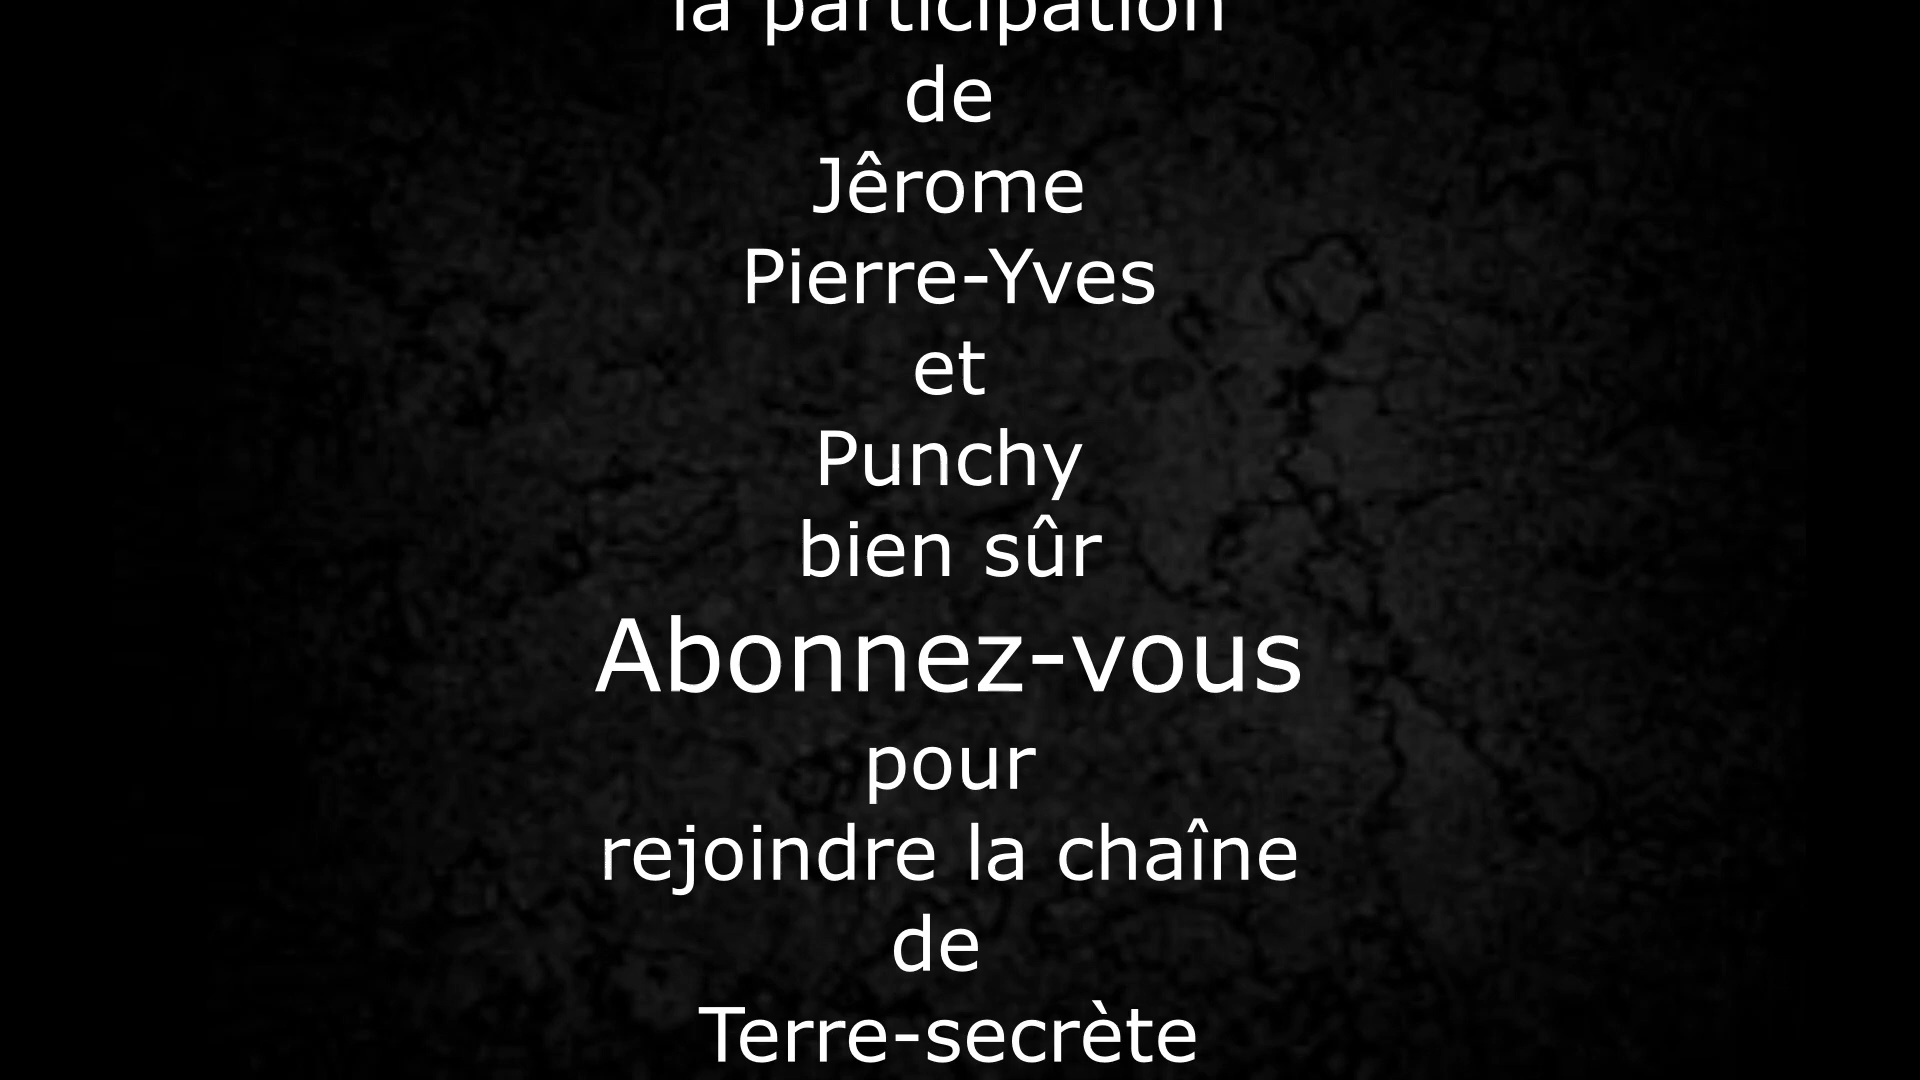 la participation
de
Jêrome
Pierre-Yves
et
Punchy
bien sûr
Abonnez-vous
pour
rejoindre la chaîne
de
Terre-secrète